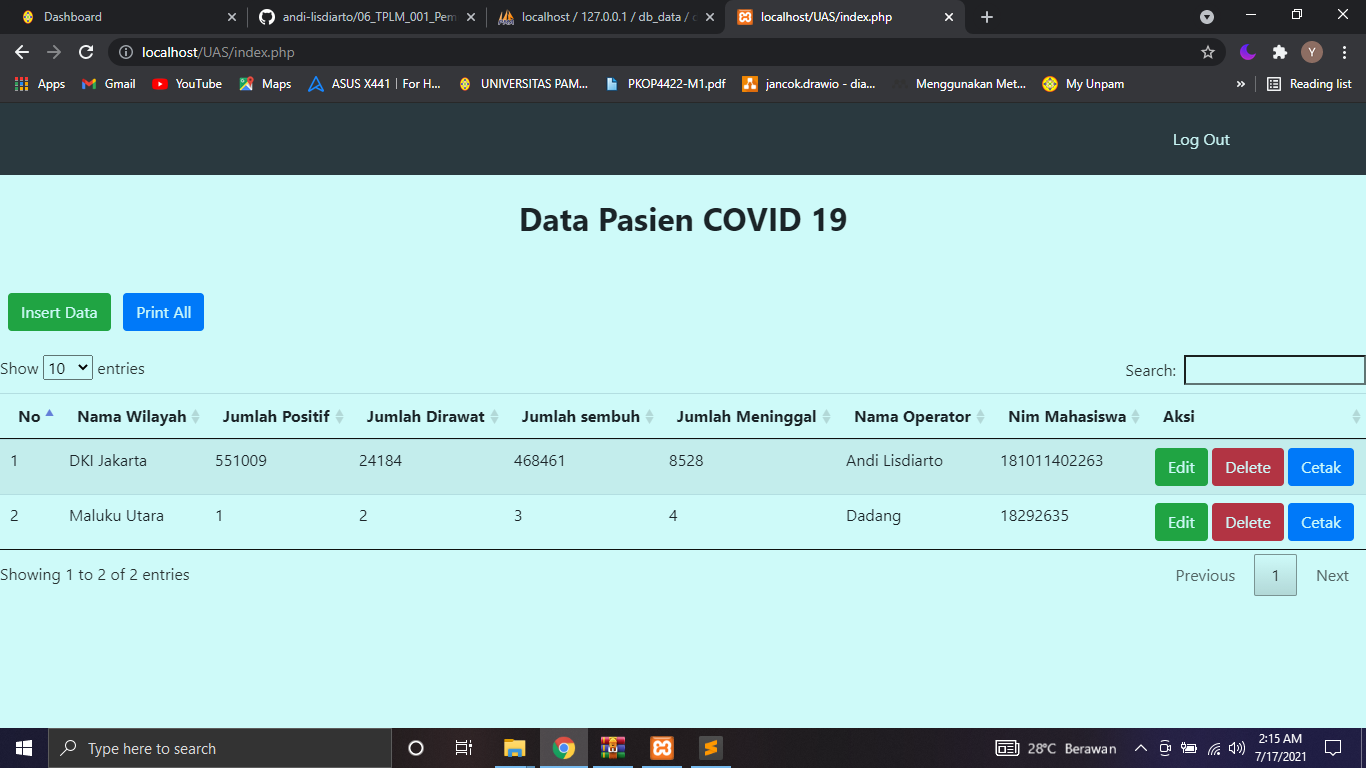 Dashboard
andi-lisdiarto/06_TPLM_001_Pem
localhost / 127.0.0.1 / db_data /
localhost/UAS/index.php
localhost/UAS/index.php
Y
Apps
Gmail
YouTube
Maps
ASUS X441 | For H...
UNIVERSITAS PAM...
PKOP4422-M1.pdf
jancok.drawio - dia...
Menggunakan Met...
My Unpam
»
Reading list
Log Out
Data Pasien COVID 19
Insert Data
Print All
Show 10 entries
Search:
No Nama Wilayah Jumlah Positif Jumlah Dirawat Jumlah sembuh Jumlah Meninggal Nama Operator Nim Mahasiswa Aksi
1 DKI Jakarta 551009 24184 468461 8528 Andi Lisdiarto 181011402263 Edit Delete Cetak
2 Maluku Utara 1 2 3 4 Dadang 18292635 Edit Delete Cetak
Showing 1 to 2 of 2 entries
Previous 1 Next
Type here to search
28°C Berawan
2:15 AM
7/17/2021